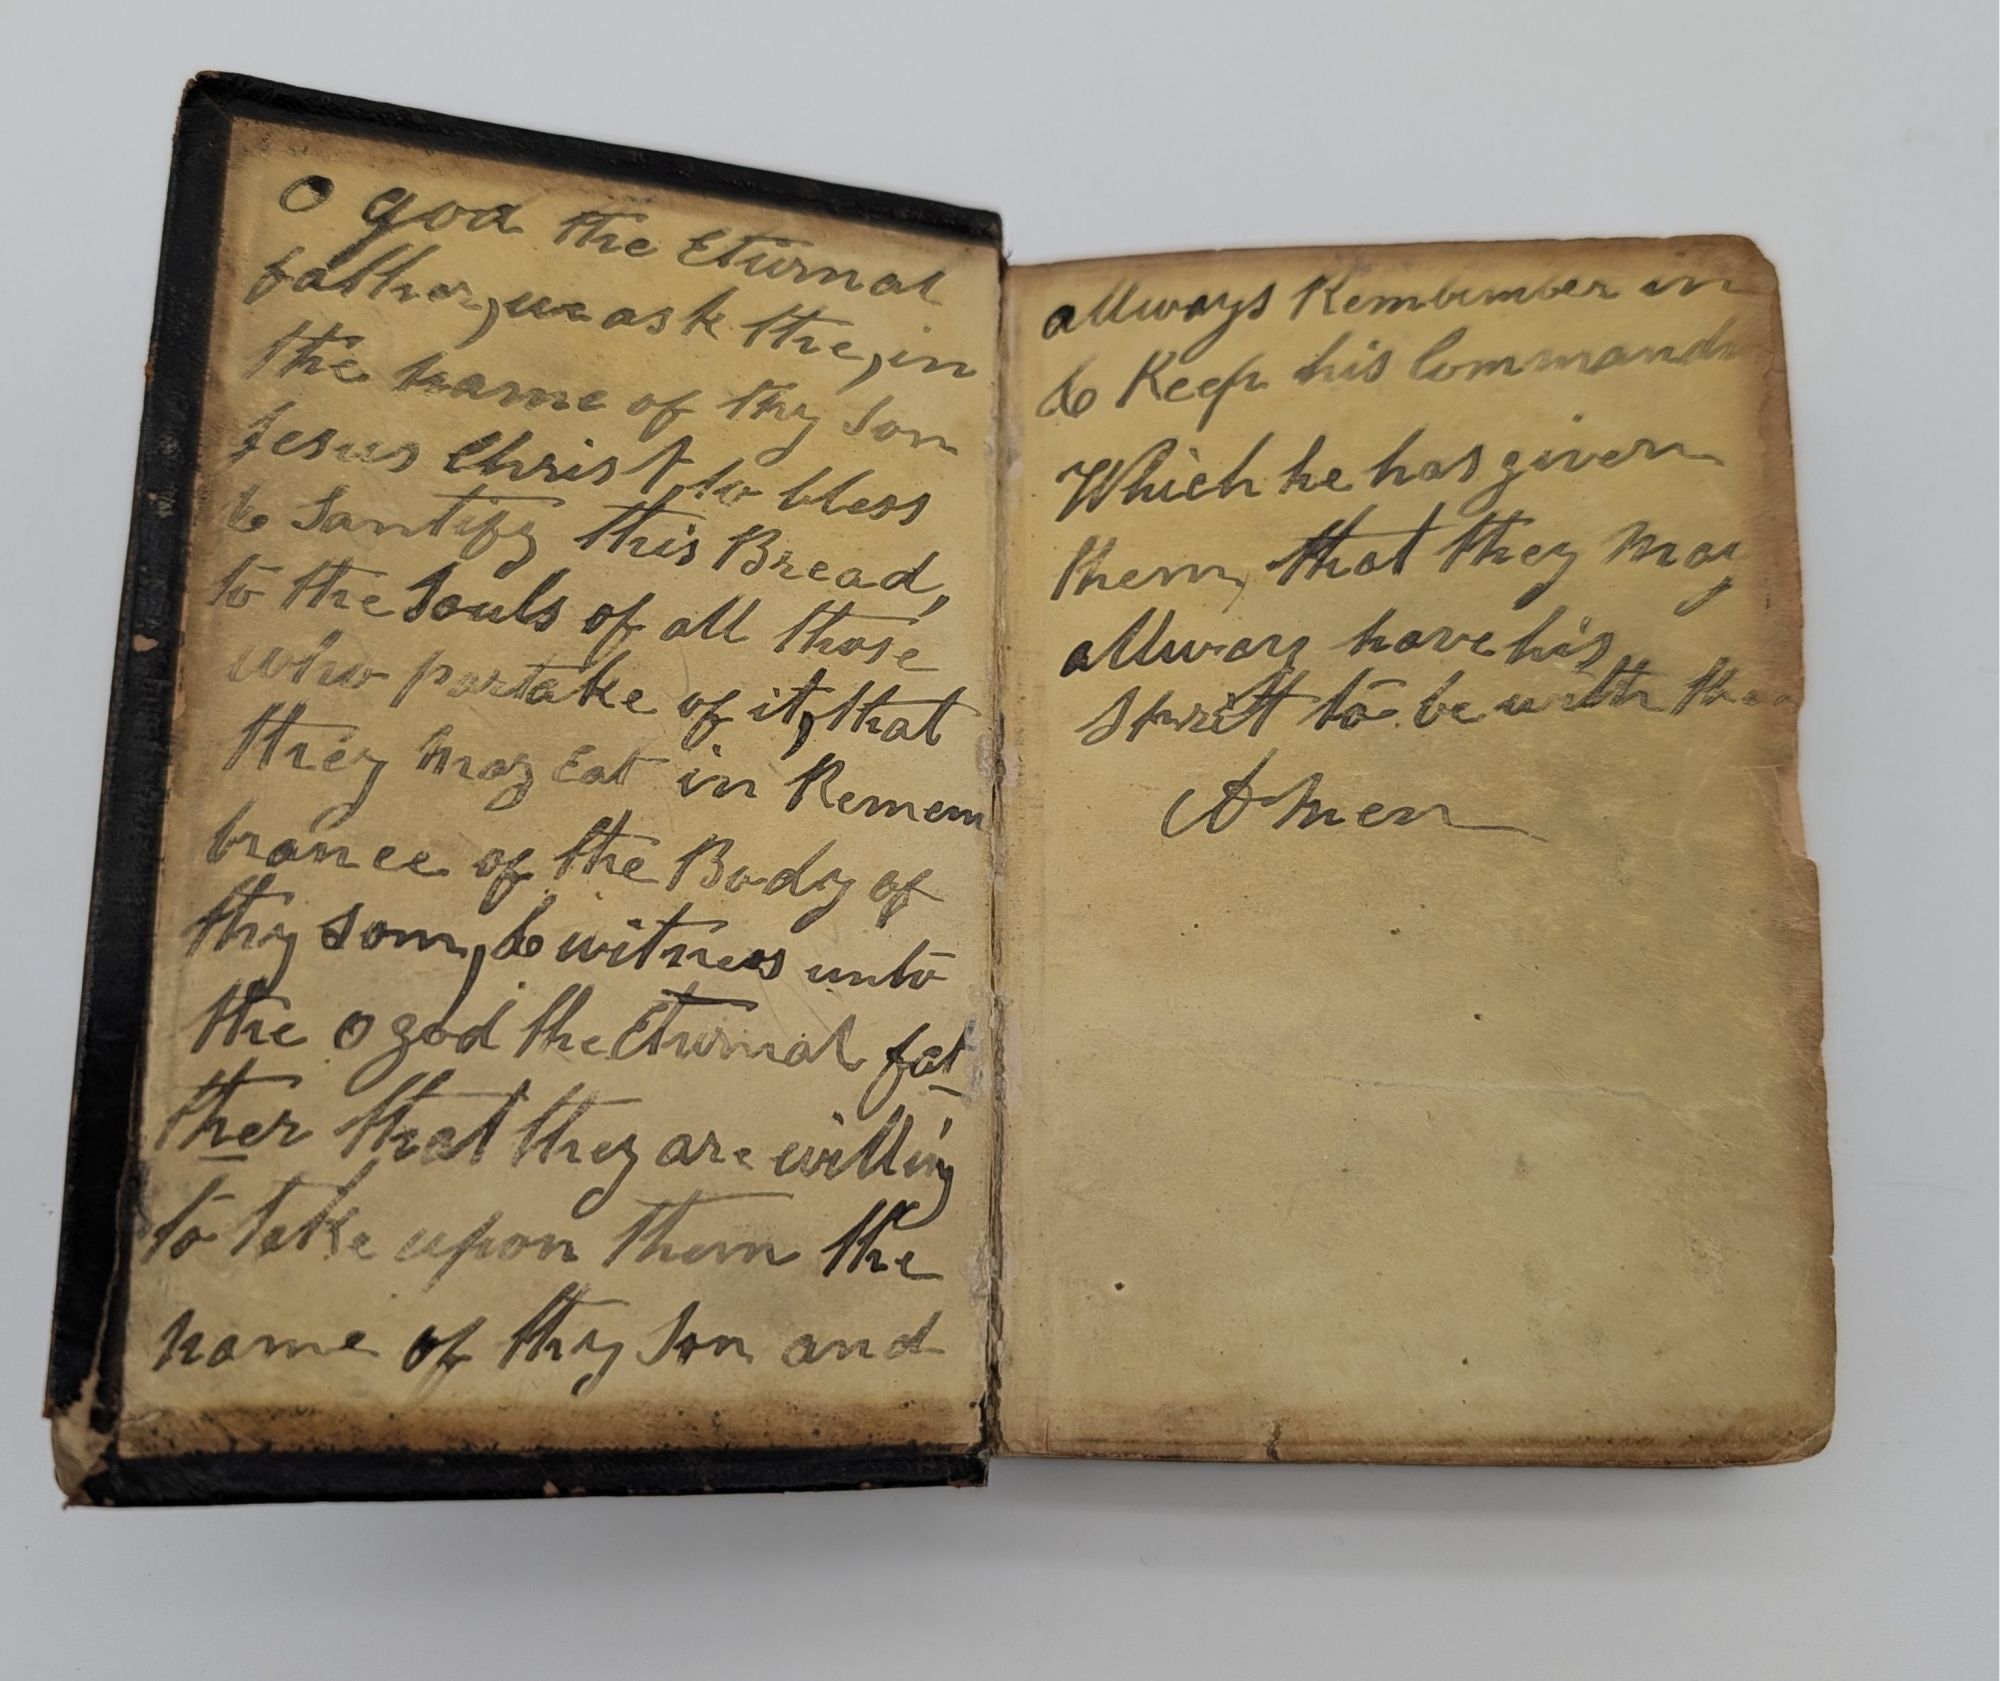 O god the Eturnal
father, we ask the, in
the name of thy Son
Jesus Christ to bless
& Santify this Bread,
to the Souls of all those
who partake of it, that
they may Eat in Remem
brance of the Body of
thy Son, & witness unto
the O god the Eturnal fat
ther that they are willing
to take upon them the
name of thy Son and
allways Remember in
& Keep his Command
Which he has given
them, that they may
allway have his
to be with
Amen